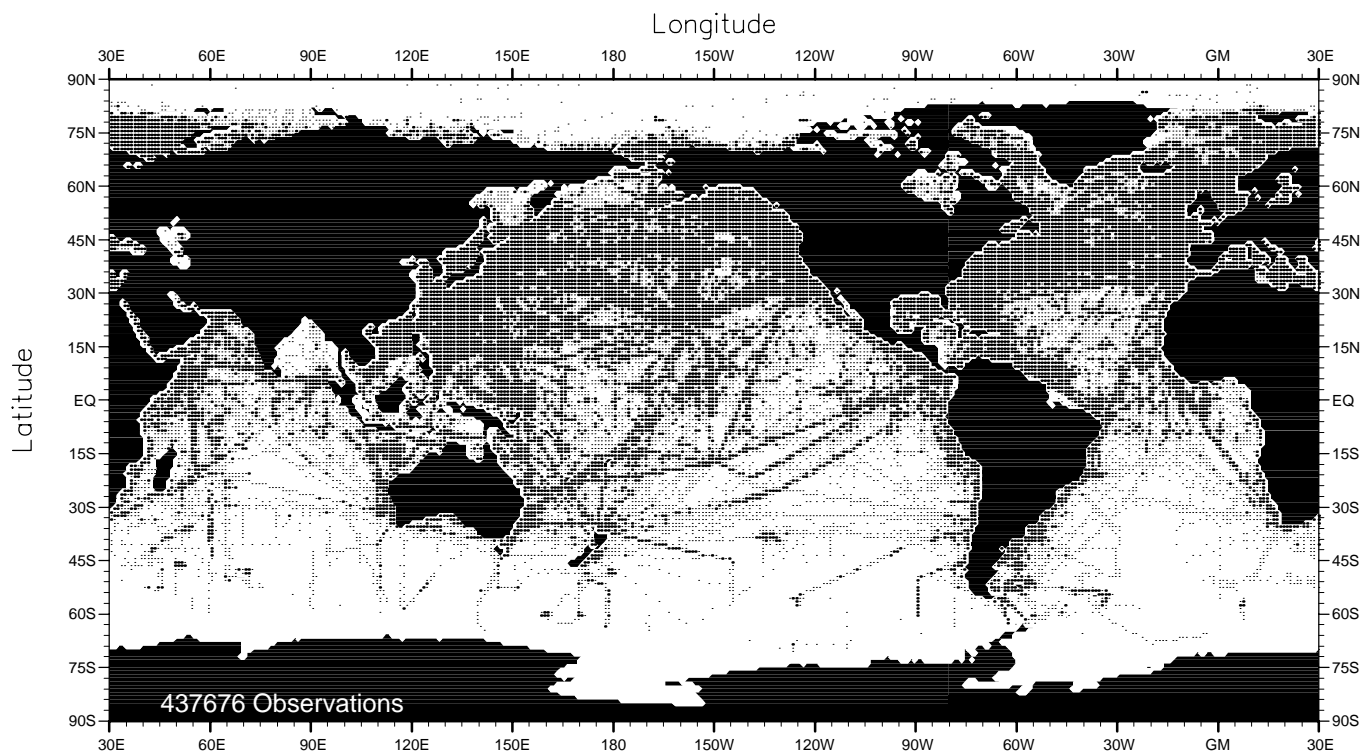 Longitude
30E 60E 90E 120E 150E 180 150W 120W 90W 60W 30W GM 30E
90N 90N
75N 75N
60N 60N
45N 45N
30N 30N
15N 15N
EQ EQ
15S 15S
30S 30S
45S 45S
60S 60S
75S 75S
90S 90S
Latitude
437676 Observations
30E 60E 90E 120E 150E 180 150W 120W 90W 60W 30W GM 30E